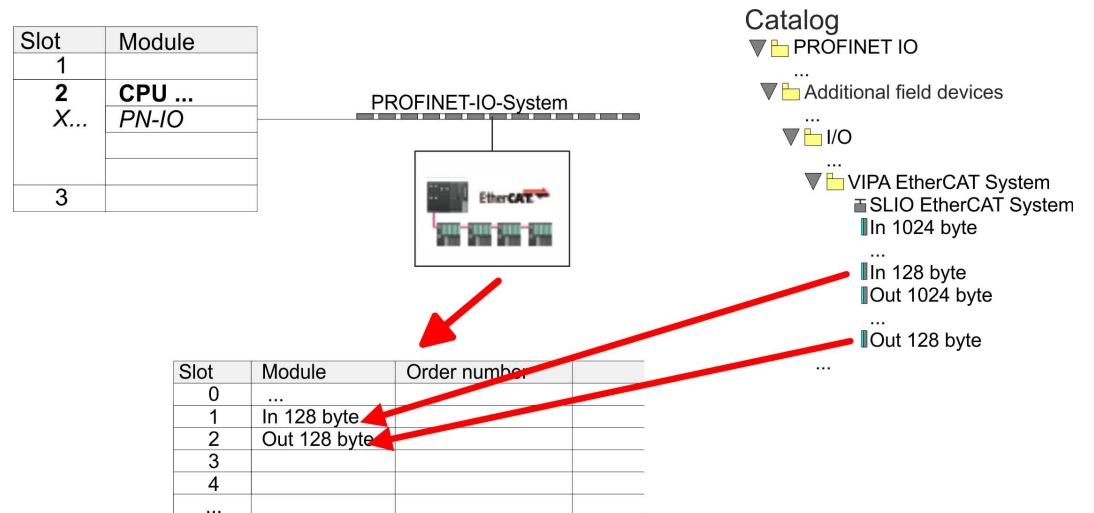 Slot Module
1
2 CPU ...
X... PN-IO
3
PROFINET-IO-System
EtherCAT
Catalog
PROFINET IO
...
Additional field devices
...
I/O
...
VIPA EtherCAT System
SLIO EtherCAT System
In 1024 byte
...
In 128 byte
Out 1024 byte
...
Out 128 byte
...
Slot Module Order number
0 ...
1 In 128 byte
2 Out 128 byte
3
4
...